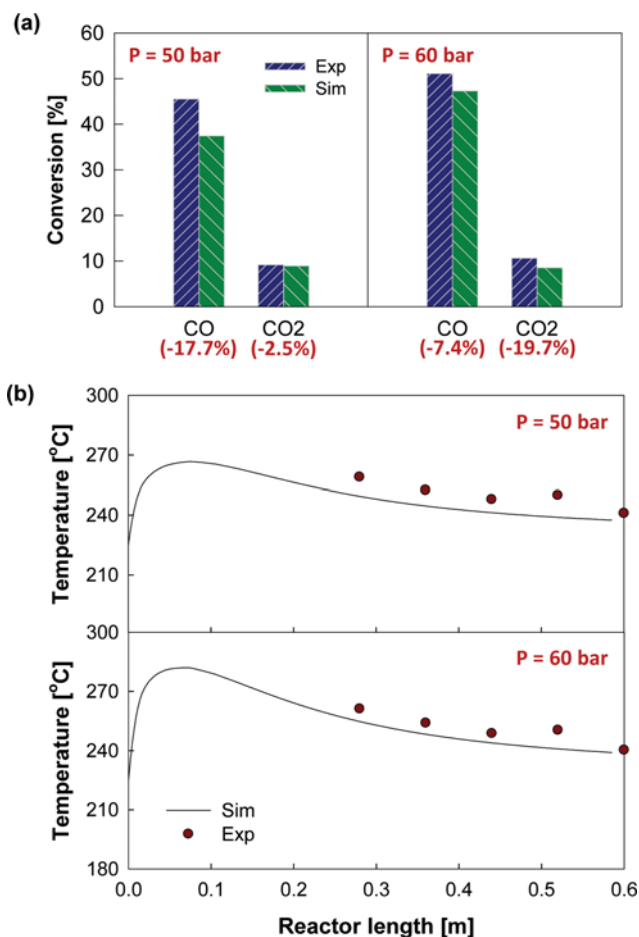 (a)
60
50
40
30
20
10
0
Conversion [%]
P = 50 bar
Exp
Sim
P = 60 bar
CO
CO2
CO
CO2
(-17.7%)
(-2.5%)
(-7.4%)
(-19.7%)
(b)
300
270
240
210
Temperature [°C]
P = 50 bar
300
270
240
210
180
Temperature [°C]
P = 60 bar
Sim
Exp
0.0
0.1
0.2
0.3
0.4
0.5
0.6
Reactor length [m]